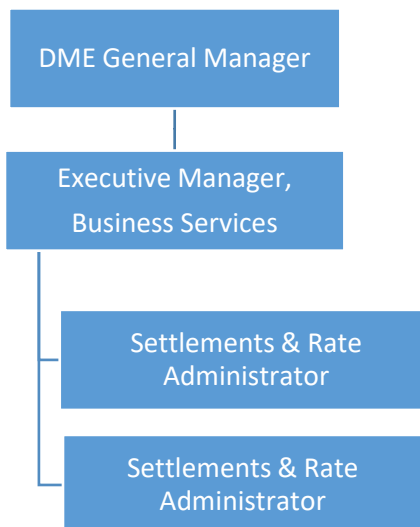 DME General Manager
Executive Manager,
Business Services
Settlements & Rate
Administrator
Settlements & Rate
Administrator